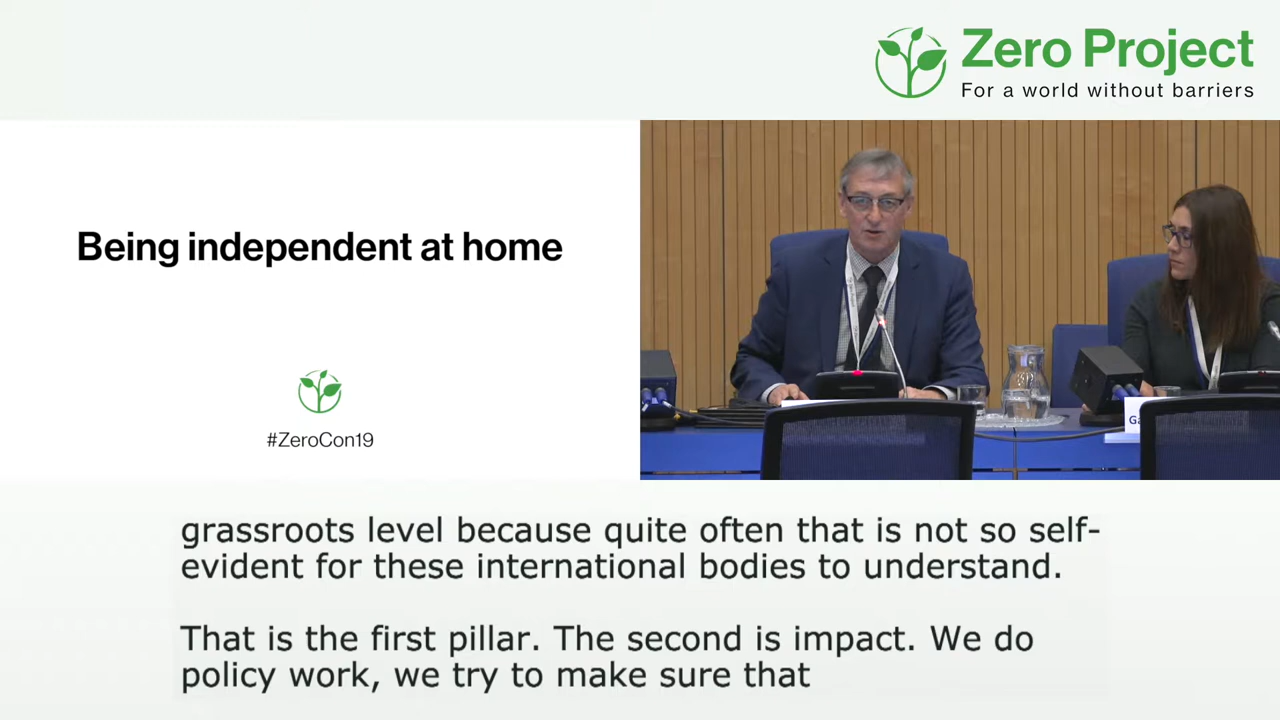 Zero Project
For a world without barriers
Being independent at home
#ZeroCon19
grassroots level because quite often that is not so self-
evident for these international bodies to understand.
That is the first pillar. The second is impact. We do
policy work, we try to make sure that